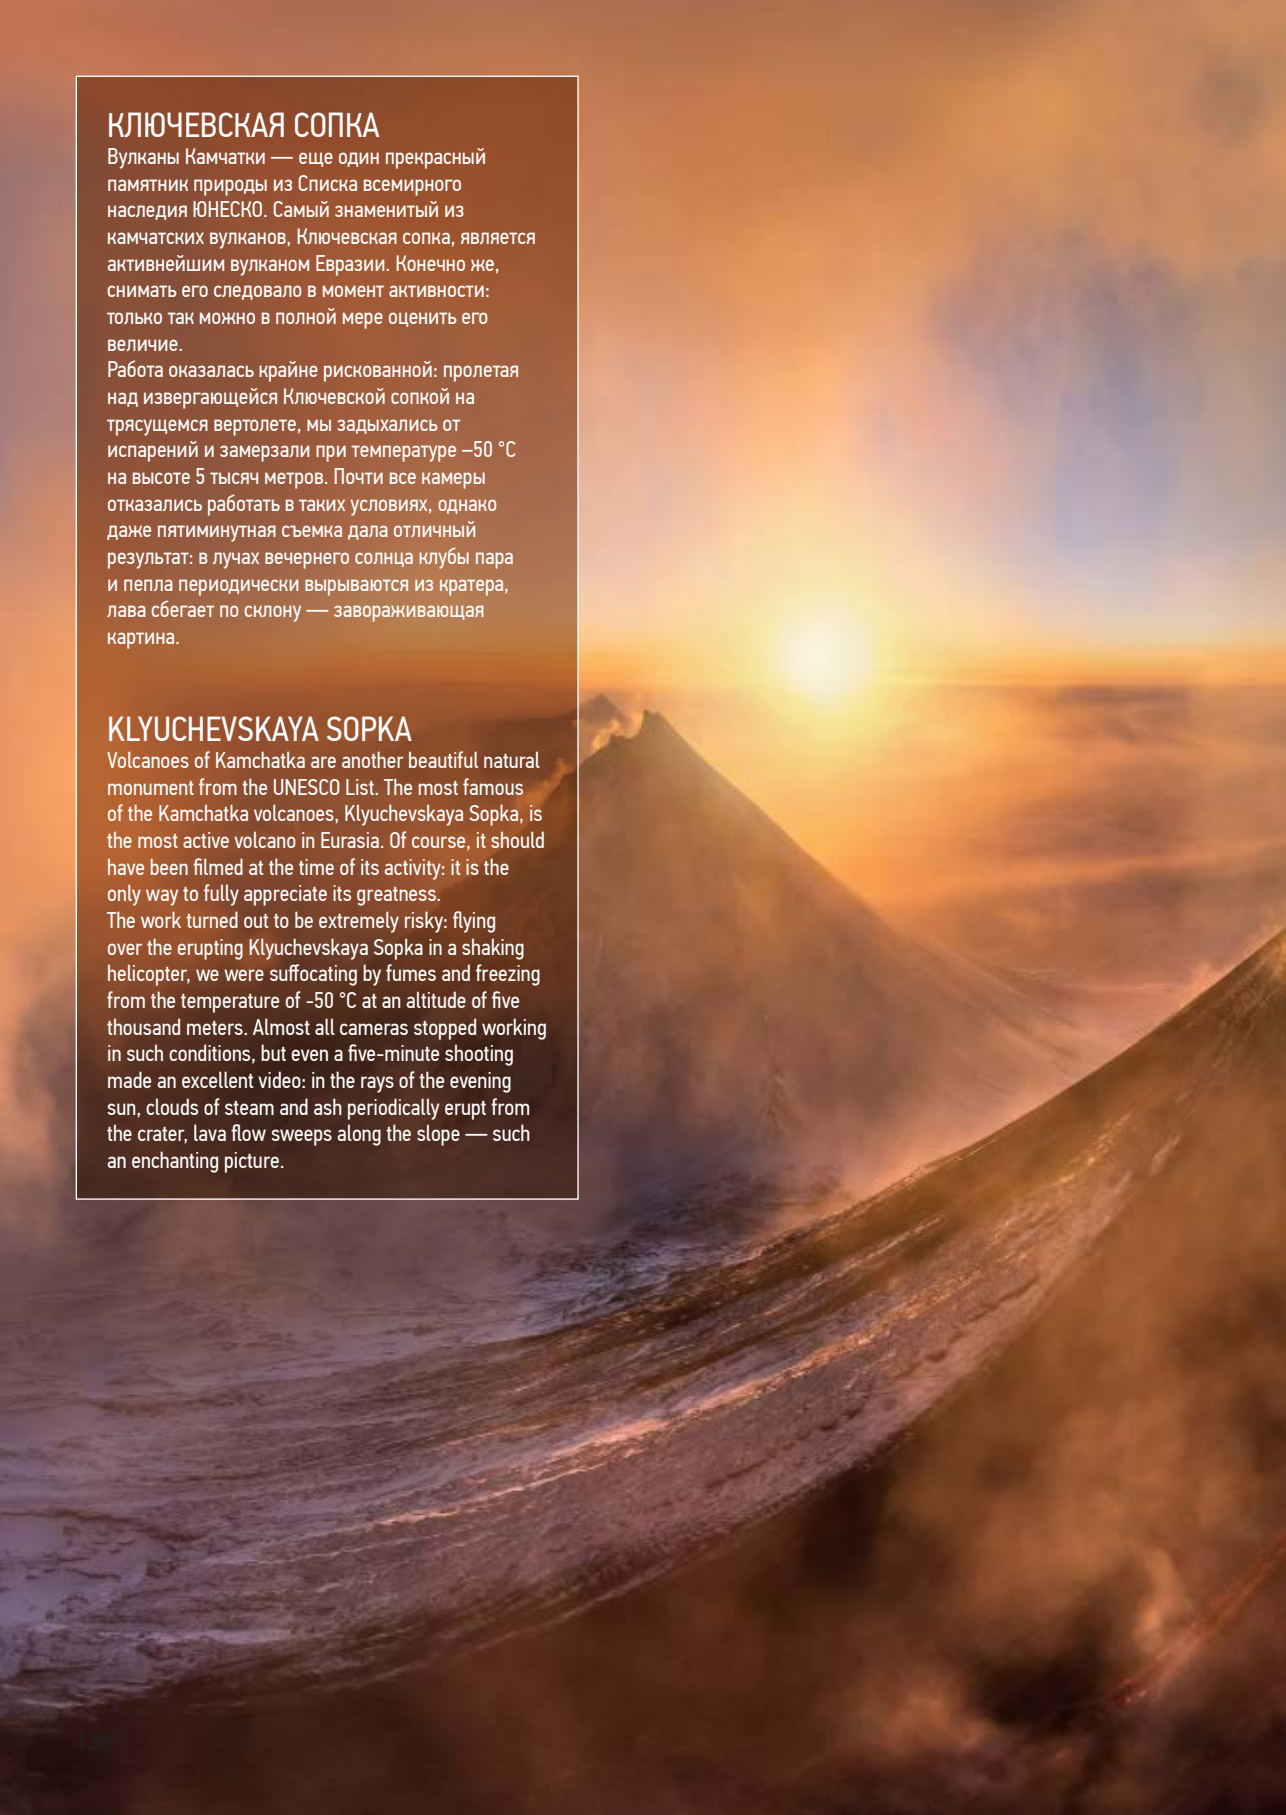 КЛЮЧЕВСКАЯ СОПКА
Вулканы Камчатки — еще один прекрасный
памятник природы из Списка всемирного
наследия ЮНЕСКО. Самый знаменитый из
камчатских вулканов, Ключевская сопка, является
активнейшим вулканом Евразии. Конечно же,
снимать его следовало в момент активности:
только так можно в полной мере оценить его
величие.
Работа оказалась крайне рискованной: пролетая
над извергающейся Ключевской сопкой на
трясущемся вертолете, мы задыхались от
испарений и замерзали при температуре –50 °C
на высоте 5 тысяч метров. Почти все камеры
отказались работать в таких условиях, однако
даже пятиминутная съемка дала отличный
результат: в лучах вечернего солнца клубы пара
и пепла периодически вырываются из кратера,
лава сбегает по склону — завораживающая
картина.
KLYUCHEVSKAYA SOPKA
Volcanoes of Kamchatka are another beautiful natural
monument from the UNESCO List. The most famous
of the Kamchatka volcanoes, Klyuchevskaya Sopka, is
the most active volcano in Eurasia. Of course, it should
have been filmed at the time of its activity: it is the
only way to fully appreciate its greatness.
The work turned out to be extremely risky: flying
over the erupting Klyuchevskaya Sopka in a shaking
helicopter, we were suffocating by fumes and freezing
from the temperature of -50 °C at an altitude of five
thousand meters. Almost all cameras stopped working
in such conditions, but even a five-minute shooting
made an excellent video: in the rays of the evening
sun, clouds of steam and ash periodically erupt from
the crater, lava flow sweeps along the slope — such
an enchanting picture.